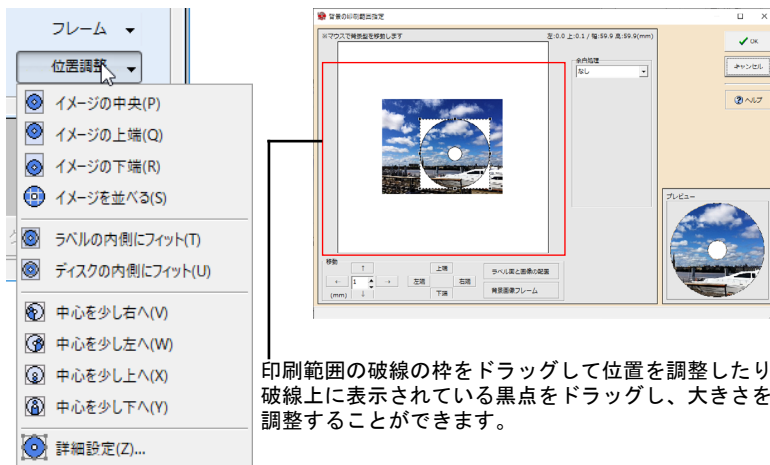 フレーム
位置調整
イメージの中央(P)
イメージの上端(Q)
イメージの下端(R)
イメージを並べる(S)
ラベルの内側にフィット(T)
ディスクの内側にフィット(U)
中心を少し右へ(V)
中心を少し左へ(W)
中心を少し上へ(X)
中心を少し下へ(Y)
詳細設定(Z)...
背景の印刷範囲指定
※マウスで背景型を移動します
左:0.0 上:0.1 / 幅:59.9 高:59.9(mm)
余白処理
なし
OK
キャンセル
ヘルプ
プレビュー
移動
↑
← 1 →
(mm) ↓
上端
左端 右端
下端
ラベル面と画像の配置
背景画像フレーム
印刷範囲の破線の枠をドラッグして位置を調整したり
破線上に表示されている黒点をドラッグし、大きさを
調整することができます。